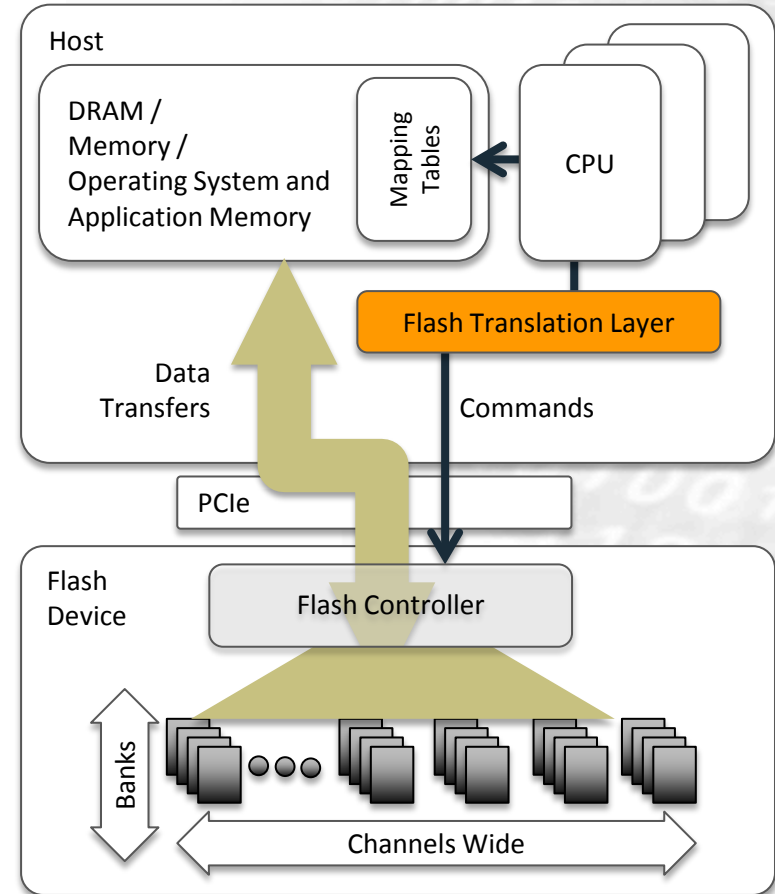 Host
DRAM /
Memory /
Operating System and
Application Memory
Mapping
Tables
CPU
Flash Translation Layer
Data
Transfers
Commands
PCIe
Flash
Device
Flash Controller
Banks
Channels Wide